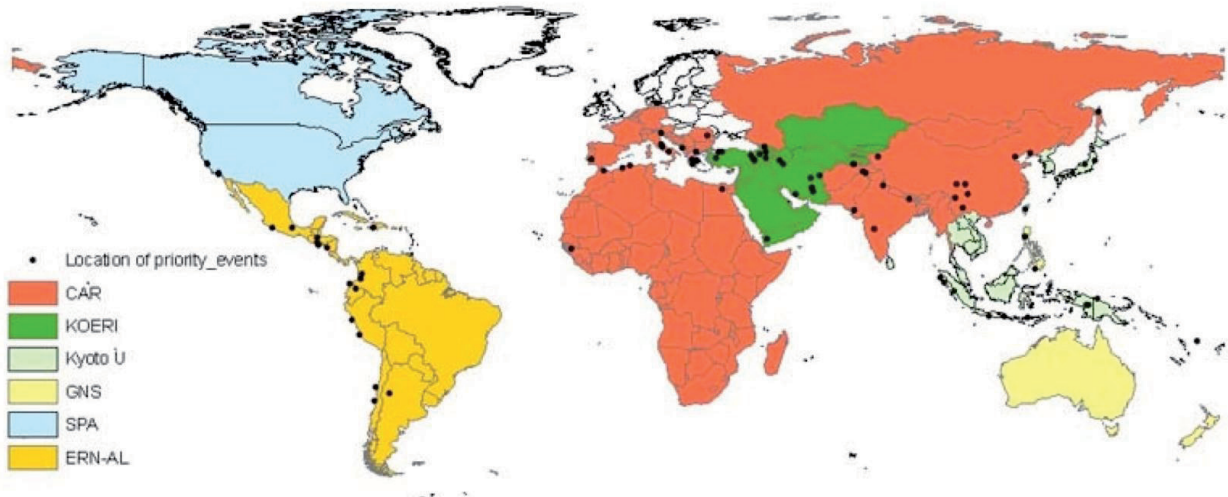 Location of priority_events
CAR
KOERI
Kyoto U
GNS
SPA
ERN-AL